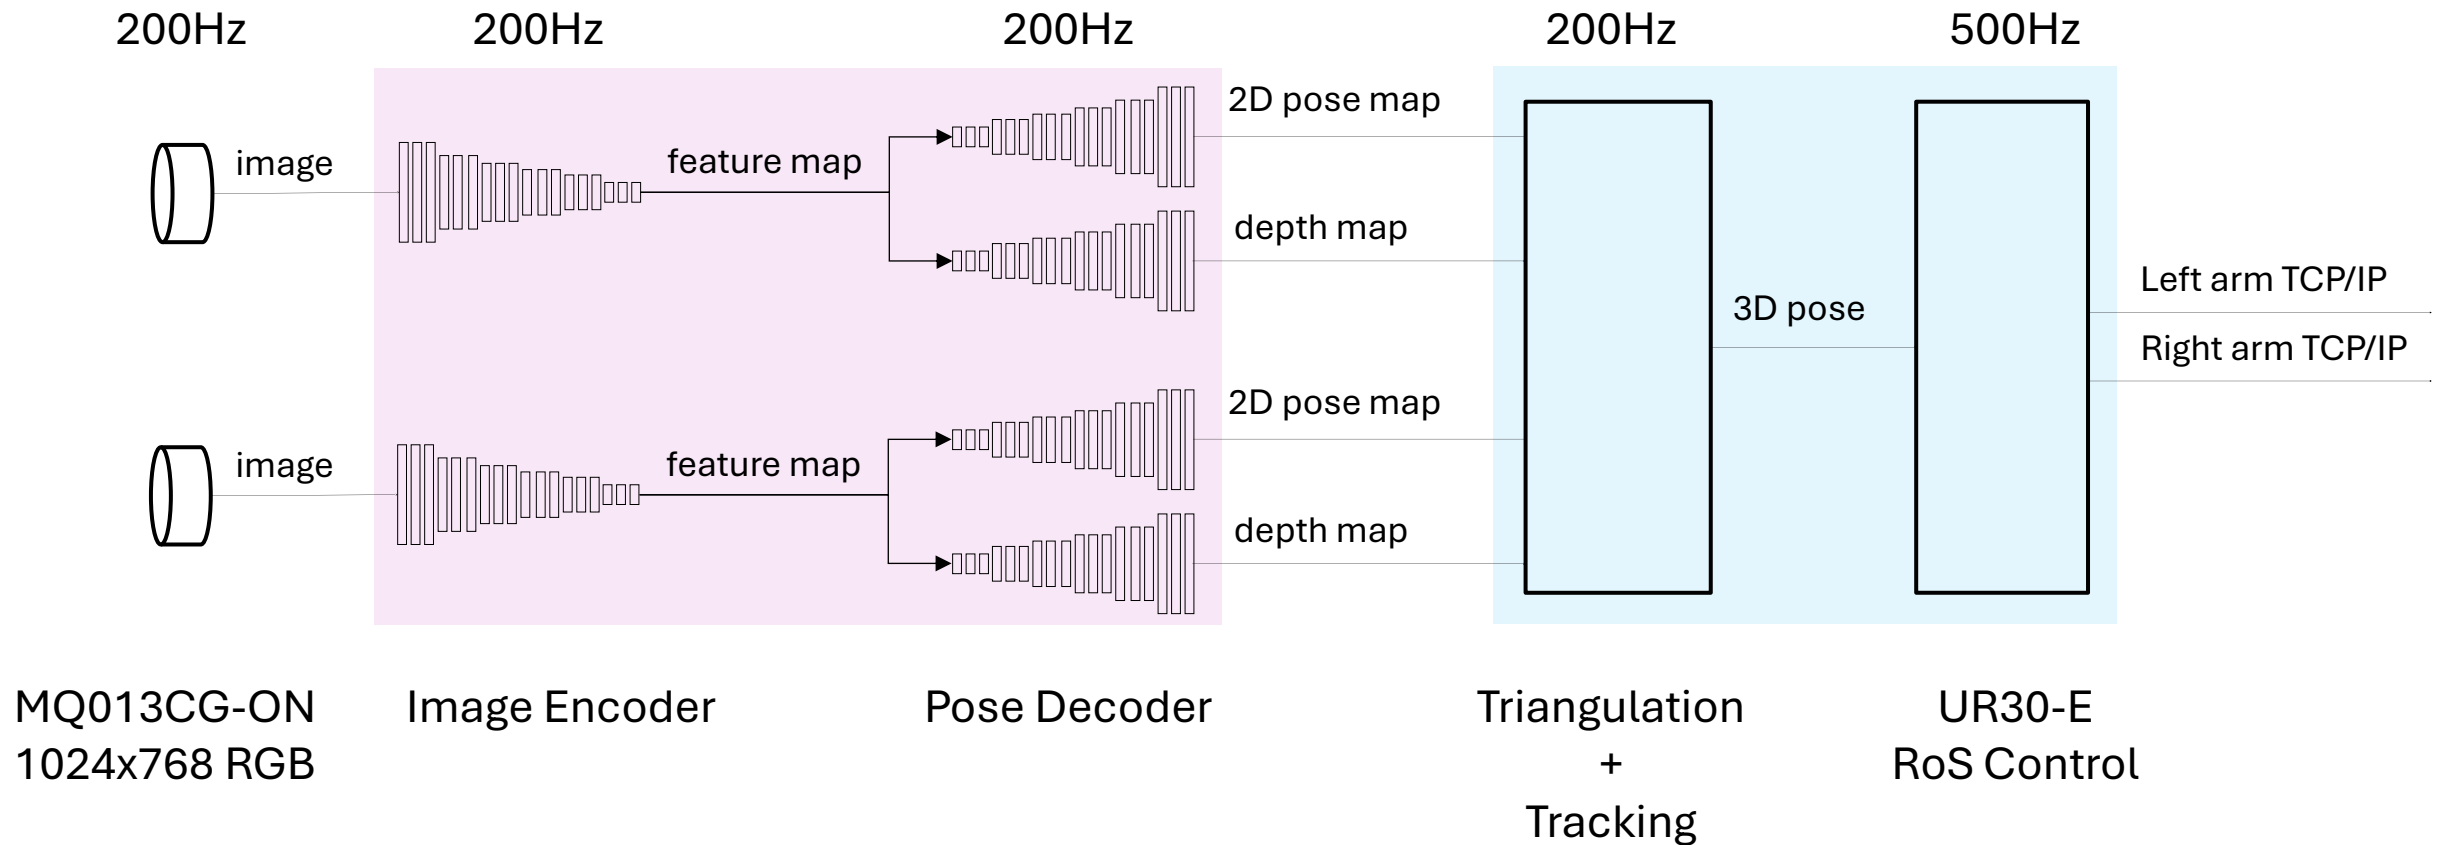 200Hz
200Hz
200Hz
200Hz
500Hz
image
feature map
2D pose map
depth map
image
feature map
2D pose map
depth map
3D pose
Left arm TCP/IP
Right arm TCP/IP
MQ013CG-ON
1024x768 RGB
Image Encoder
Pose Decoder
Triangulation
+
Tracking
UR30-E
RoS Control